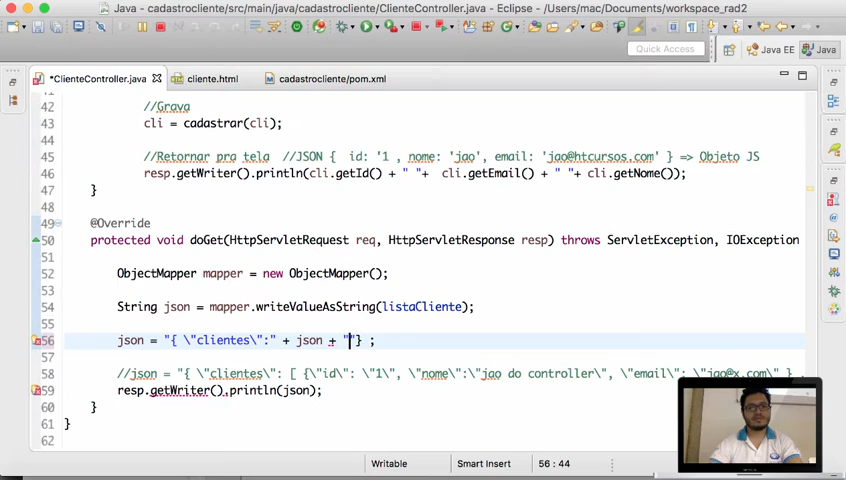 Java - cadastrocliente/src/main/java/cadastrocliente/ClienteController.java - Eclipse - /Users/mac/Documents/workspace_rad2
Quick Access
Java EE
Java
*ClienteController.java
cliente.html
cadastrocliente/pom.xml
42 //Grava
43 cli = cadastrar(cli);
44
45 //Retornar pra tela //JSON { id: '1 , nome: 'jao', email: 'jao@htcursos.com' } => Objeto JS
46 resp.getWriter().println(cli.getId() + " "+ cli.getEmail() + " "+ cli.getNome());
47 }
48
49 @Override
50 protected void doGet(HttpServletRequest req, HttpServletResponse resp) throws ServletException, IOException
51
52 ObjectMapper mapper = new ObjectMapper();
53
54 String json = mapper.writeValueAsString(listaCliente);
55
56 json = "{ \"clientes\":" + json + ""} ;
57
58 //json = "{ \"clientes\": [ {\"id\": \"1\", \"nome\":\"jao do controller\", \"email\": \"jao@x.com\" } ,
59 resp.getWriter().println(json);
60 }
61 }
62
Writable
Smart Insert
56 : 44